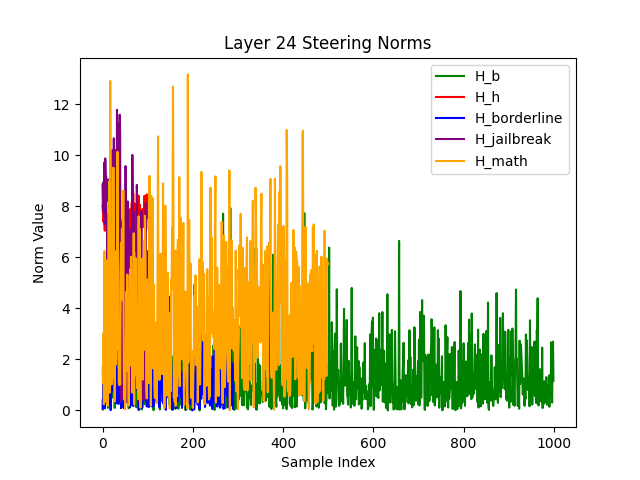 Layer 24 Steering Norms
H_b
H_h
H_borderline
H_jailbreak
H_math
Norm Value
12
10
8
6
4
2
0
0 200 400 600 800 1000
Sample Index